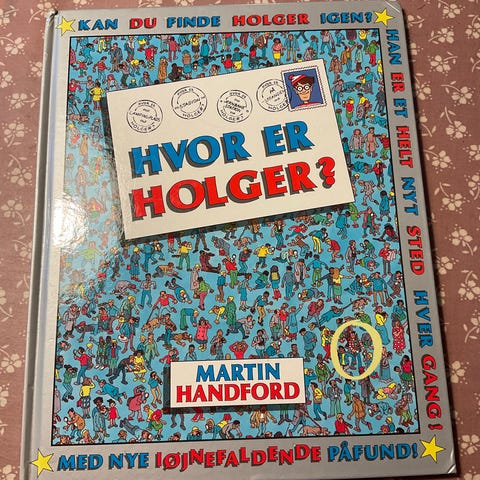 KAN DU FINDE HOLGER IGEN?
HAN ER ET HELT NYT STED HVER GANG!
HVOR ER
HOLGER?
MARTIN
HANDFORD
MED NYE IØJNEFALDENDE PÅFUND!